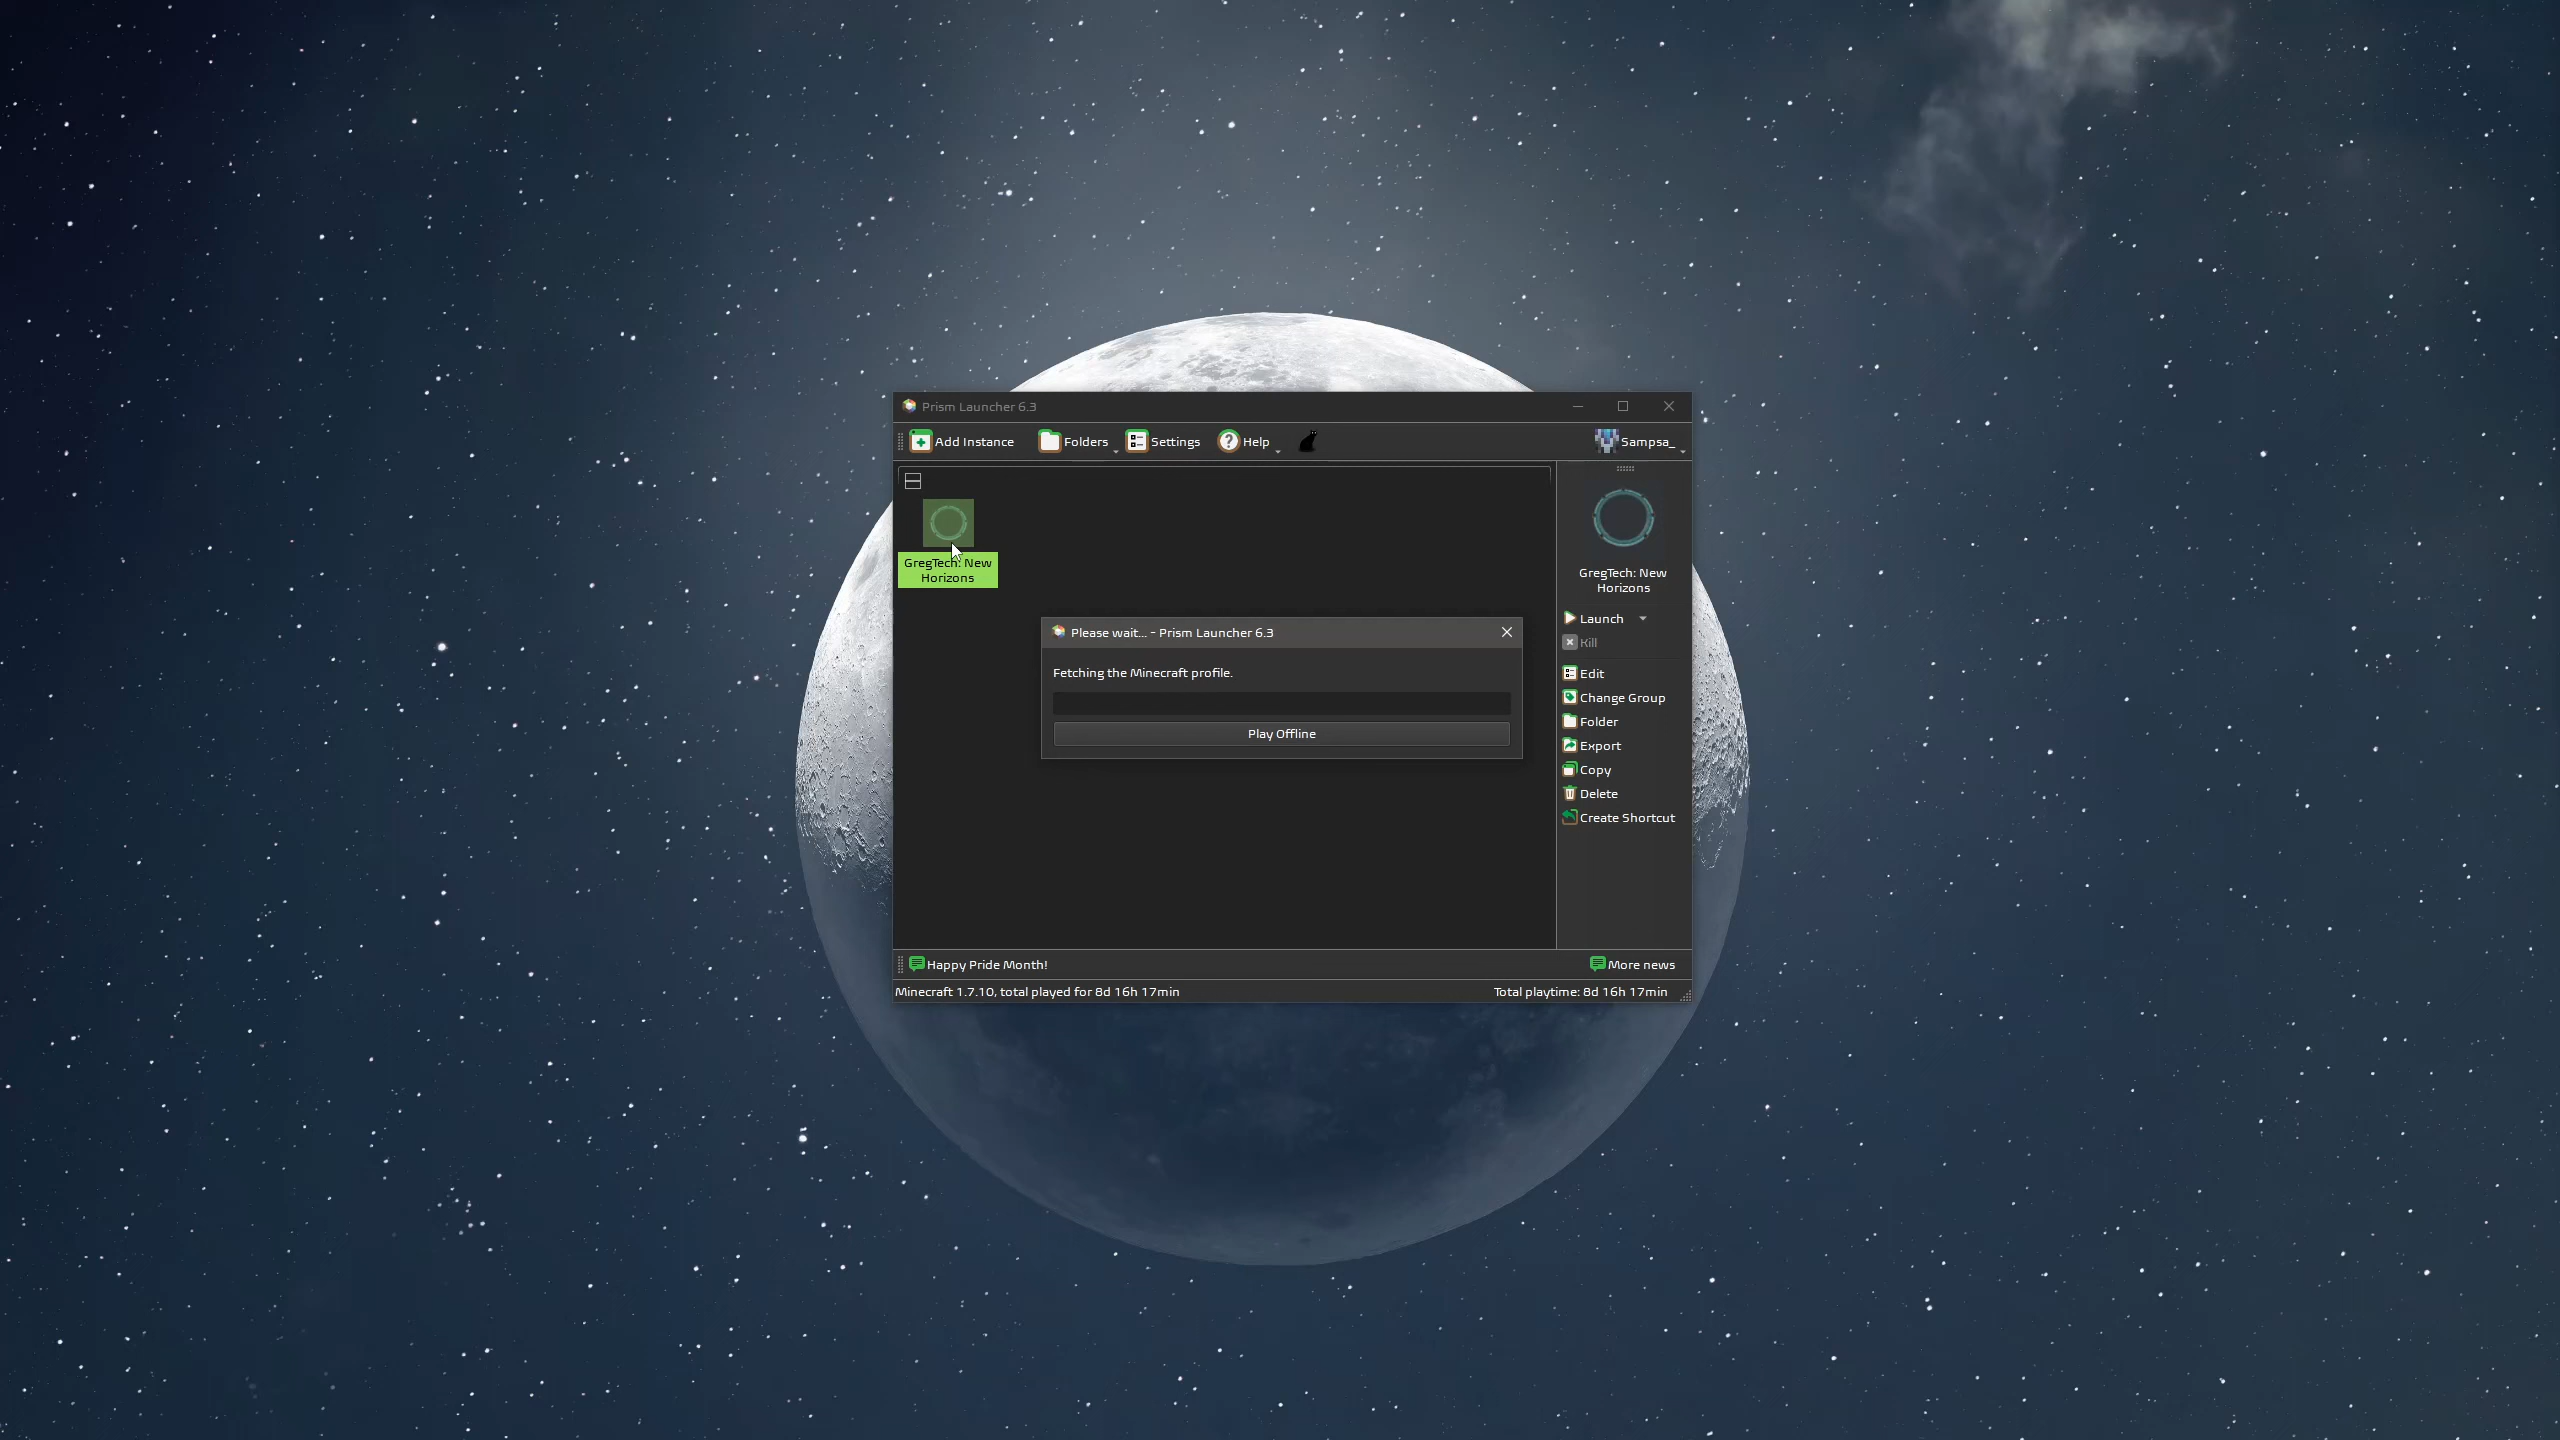 Prism Launcher 6.3
Add Instance
Folders
Settings
Help
Sampsa_
GregTech: New
Horizons
GregTech: New
Horizons
Launch
Kill
Edit
Change Group
Folder
Export
Copy
Delete
Create Shortcut
Please wait... - Prism Launcher 6.3
Fetching the Minecraft profile.
Play Offline
Happy Pride Month!
More news
Minecraft 1.7.10, total played for 8d 16h 17min
Total playtime: 8d 16h 17min